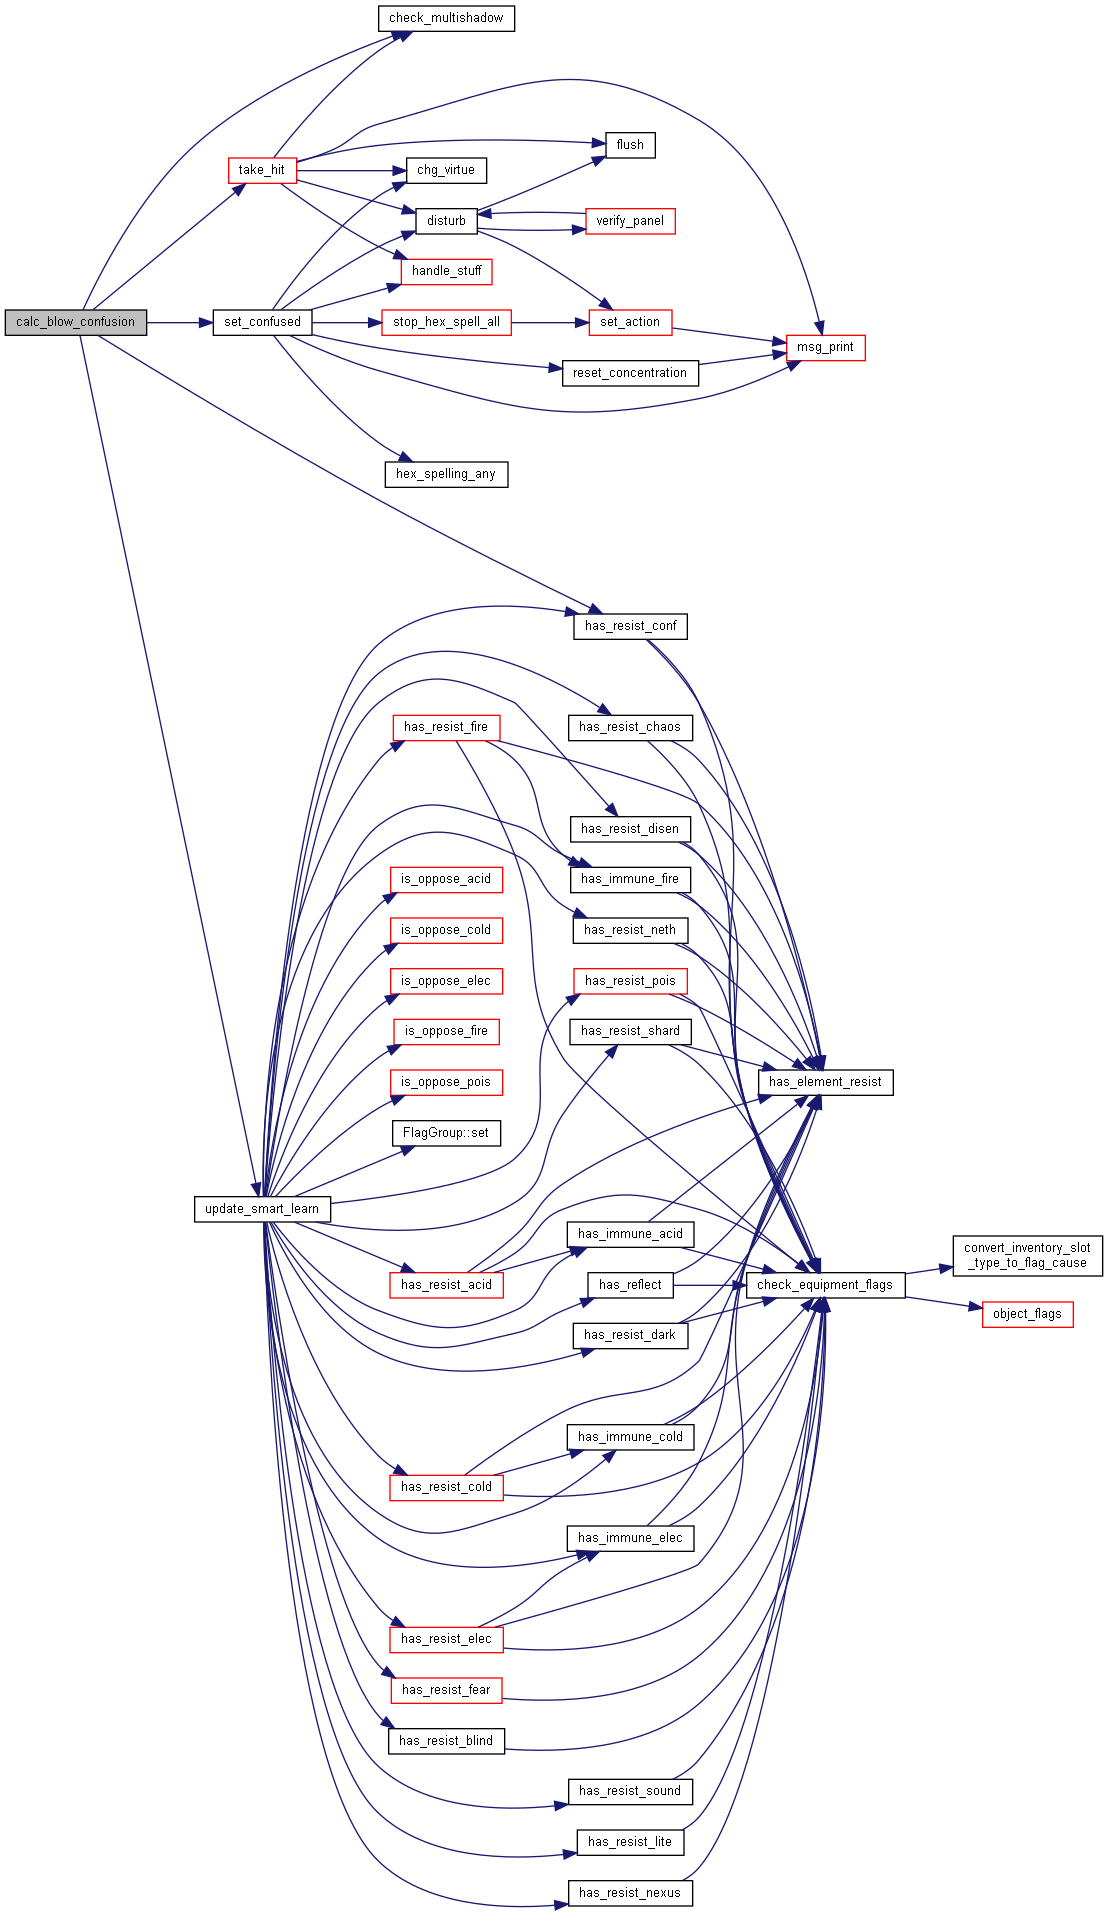 check_multishadow
flush
take_hit
chg_virtue
disturb
verify_panel
handle_stuff
calc_blow_confusion
set_confused
stop_hex_spell_all
set_action
msg_print
reset_concentration
hex_spelling_any
has_resist_conf
has_resist_fire
has_resist_chaos
has_resist_disen
is_oppose_acid
has_immune_fire
is_oppose_cold
has_resist_neth
is_oppose_elec
has_resist_pois
is_oppose_fire
has_resist_shard
is_oppose_pois
has_element_resist
FlagGroup::set
update_smart_learn
has_immune_acid
convert_inventory_slot
_type_to_flag_cause
has_resist_acid
has_reflect
check_equipment_flags
object_flags
has_resist_dark
has_immune_cold
has_resist_cold
has_immune_elec
has_resist_elec
has_resist_fear
has_resist_blind
has_resist_sound
has_resist_lite
has_resist_nexus